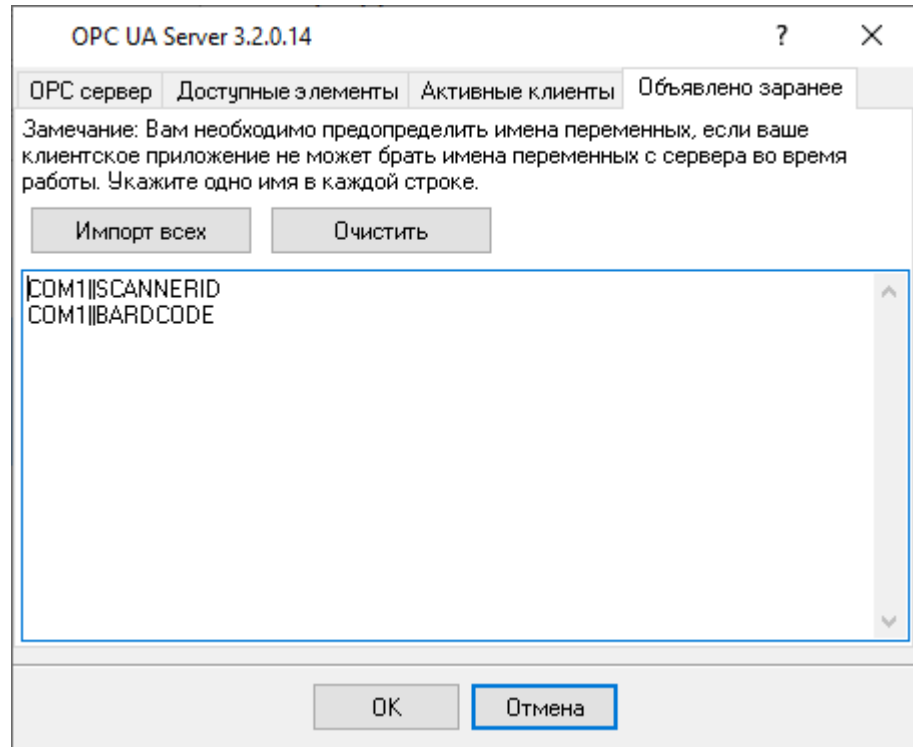 OPC UA Server 3.2.0.14
?
OPC сервер
Доступные элементы
Активные клиенты
Объявлено заранее
Замечание: Вам необходимо предопределить имена переменных, если ваше
клиентское приложение не может брать имена переменных с сервера во время
работы. Укажите одно имя в каждой строке.
Импорт всех
Очистить
COM1||SCANNERID
COM1||BARDCODE
OK
Отмена